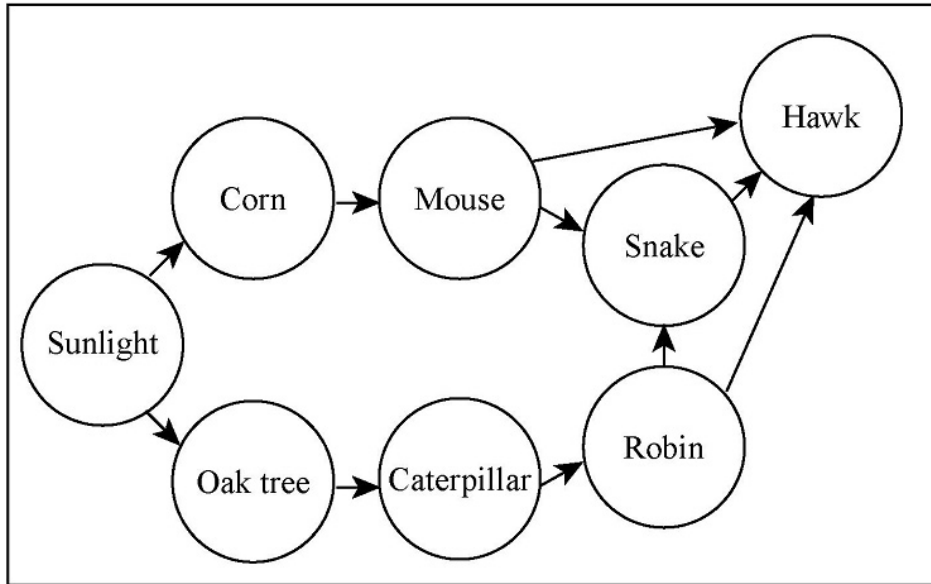 Hawk
Corn
Mouse
Snake
Sunlight
Robin
Oak tree
Caterpillar